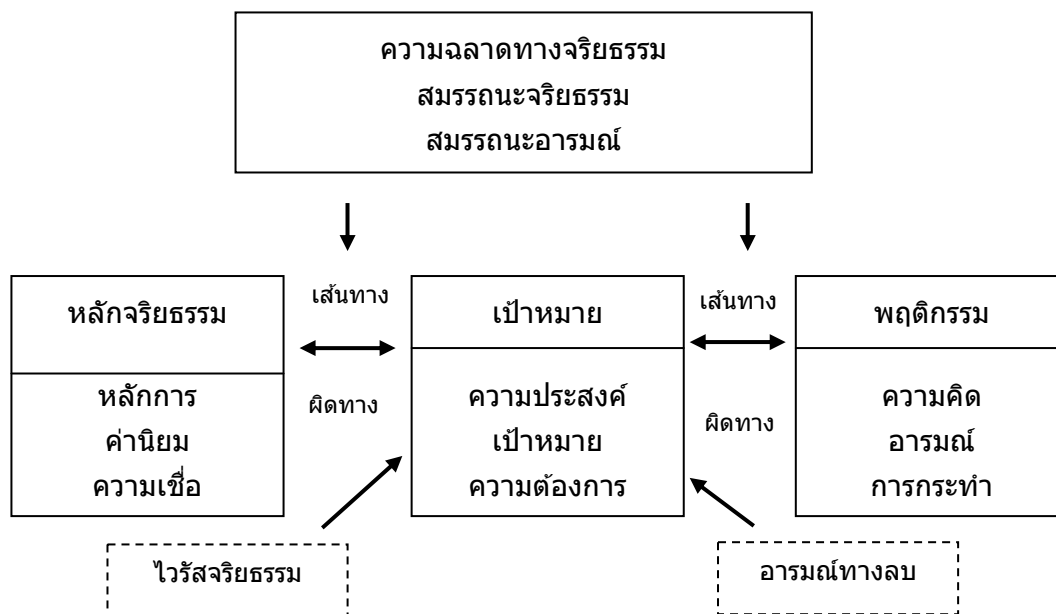 ความฉลาดทางจริยธรรม
สมรรถนะจริยธรรม
สมรรถนะอารมณ์
หลักจริยธรรม
หลักการ
ค่านิยม
ความเชื่อ
เส้นทาง
ผิดทาง
เป้าหมาย
ความประสงค์
เป้าหมาย
ความต้องการ
เส้นทาง
ผิดทาง
พฤติกรรม
ความคิด
อารมณ์
การกระทำ
ไวรัสจริยธรรม
อารมณ์ทางลบ